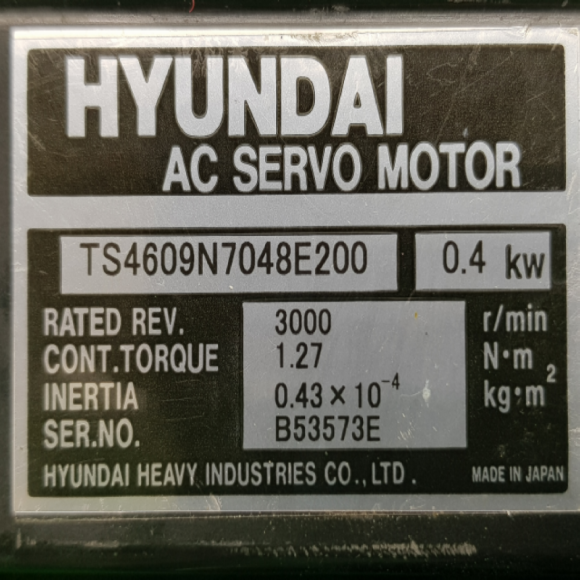 HYUNDAI
AC SERVO MOTOR
TS4609N7048E200 0.4 kw
RATED REV. 3000 r/min
CONT.TORQUE 1.27 N·m
INERTIA 0.43×10⁻⁴ kg·m²
SER.NO. B53573E
HYUNDAI HEAVY INDUSTRIES CO.,LTD. MADE IN JAPAN